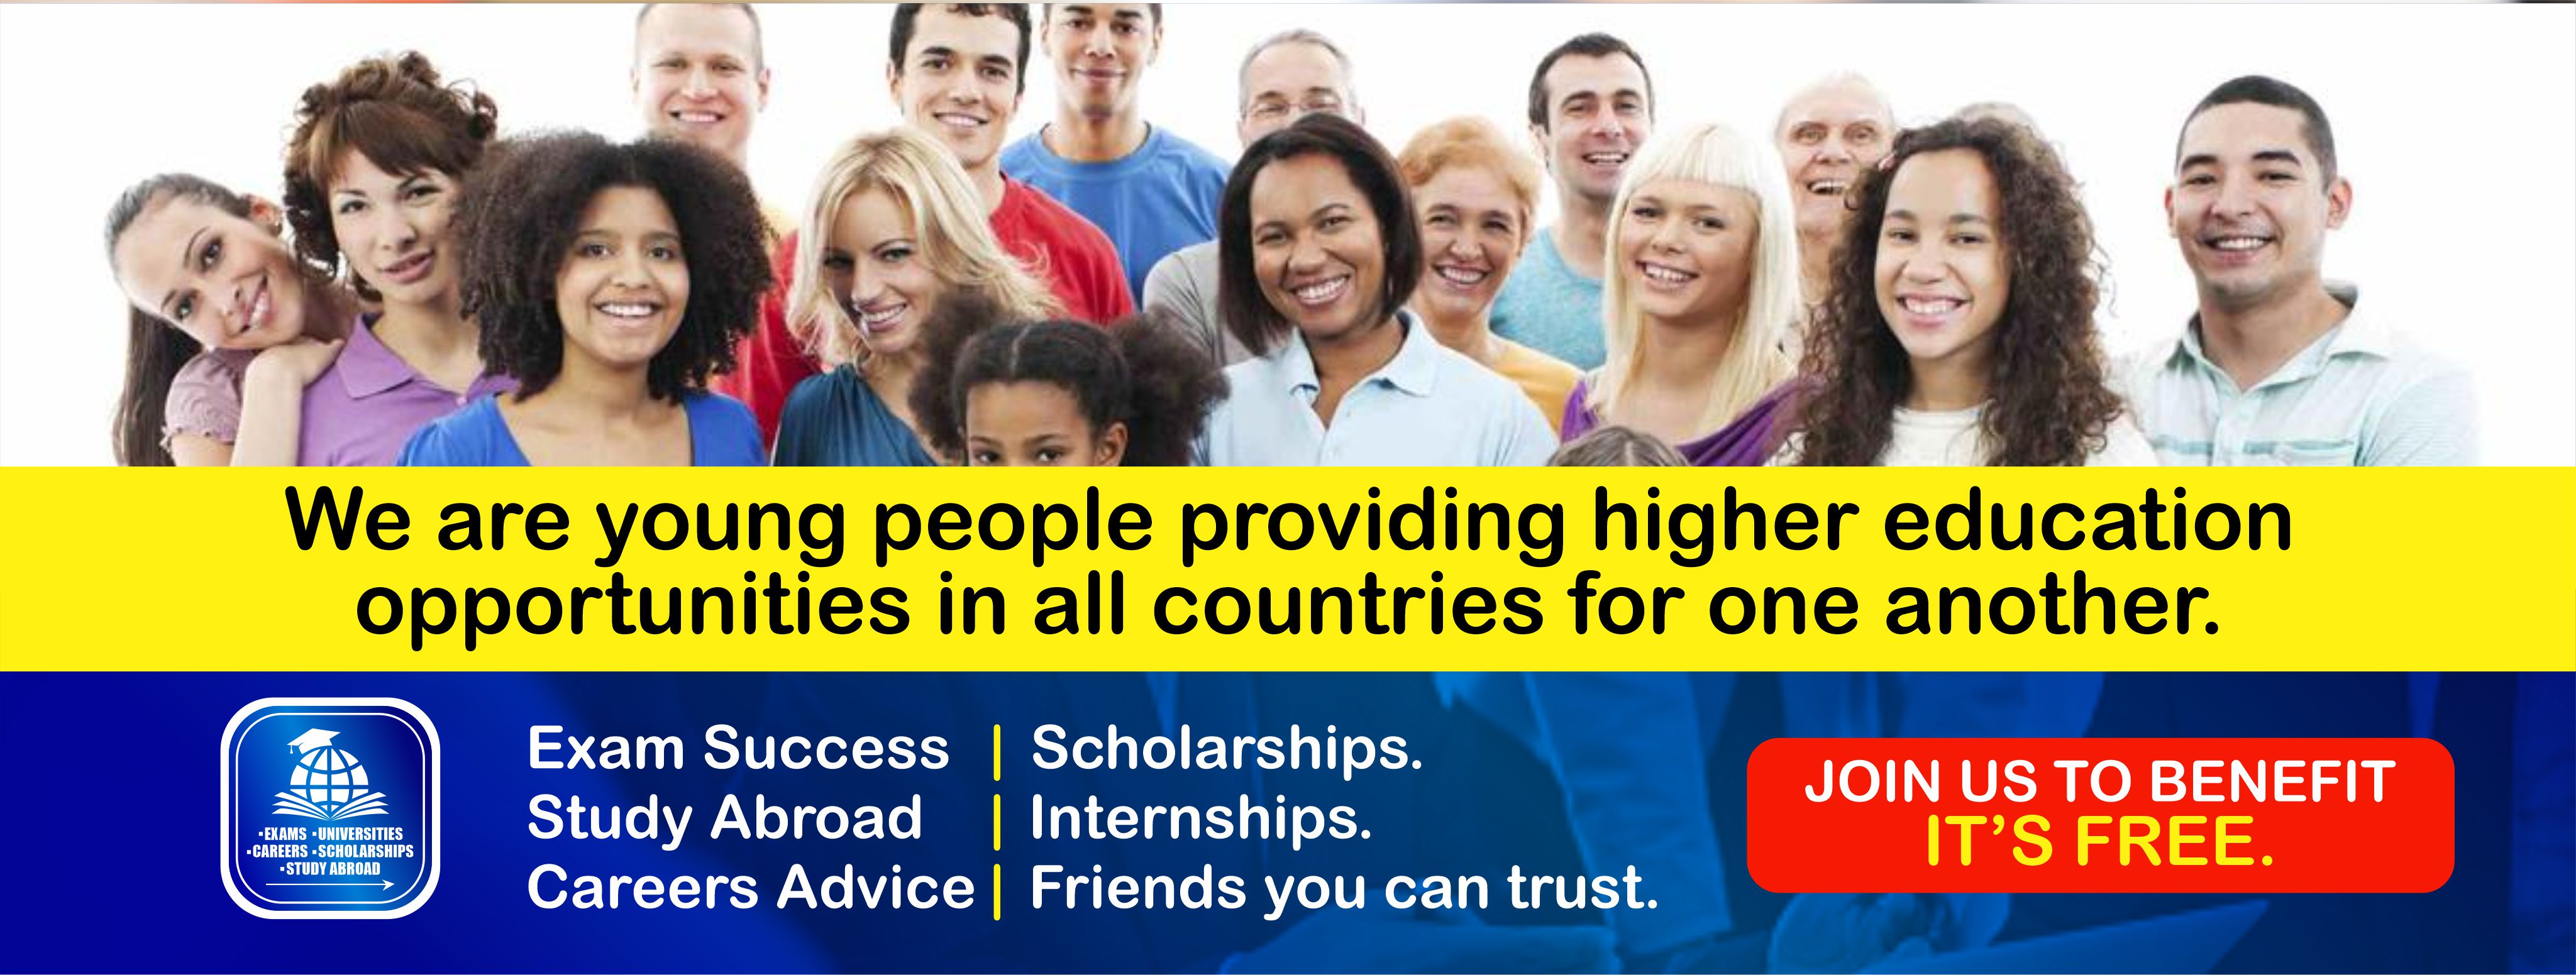 We are young people providing higher education
opportunities in all countries for one another.
▪EXAMS ▪UNIVERSITIES
▪CAREERS ▪SCHOLARSHIPS
▪STUDY ABROAD
Exam Success | Scholarships.
Study Abroad | Internships.
Careers Advice | Friends you can trust.
JOIN US TO BENEFIT
IT’S FREE.